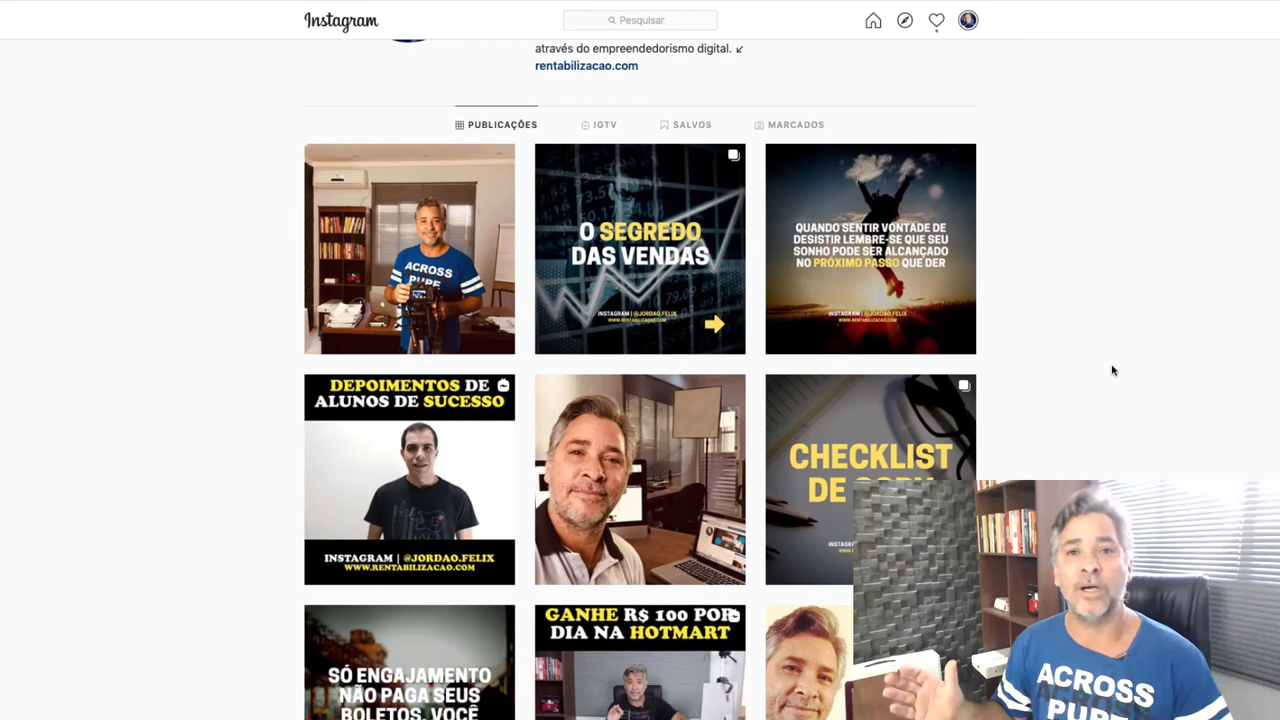 Instagram
Pesquisar
através do empreendedorismo digital. ↙
rentabilizacao.com
PUBLICAÇÕES
IGTV
SALVOS
MARCADOS
ACROSS
PUPE
O SEGREDO
DAS VENDAS
INSTAGRAM | @JORDAO.FELIX
WWW.RENTABILIZACAO.COM
QUANDO SENTIR VONTADE DE
DESISTIR LEMBRE-SE QUE SEU
SONHO PODE SER ALCANÇADO
NO PRÓXIMO PASSO QUE DER
INSTAGRAM | @JORDAO.FELIX
WWW.RENTABILIZACAO.COM
DEPOIMENTOS DE
ALUNOS DE SUCESSO
INSTAGRAM | @JORDAO.FELIX
WWW.RENTABILIZACAO.COM
CHECKLIST
DE
SÓ ENGAJAMENTO
NÃO PAGA SEUS
BOLETOS, VOCÊ
GANHE R$ 100 POR
DIA NA HOTMART
ACROSS
PUPE